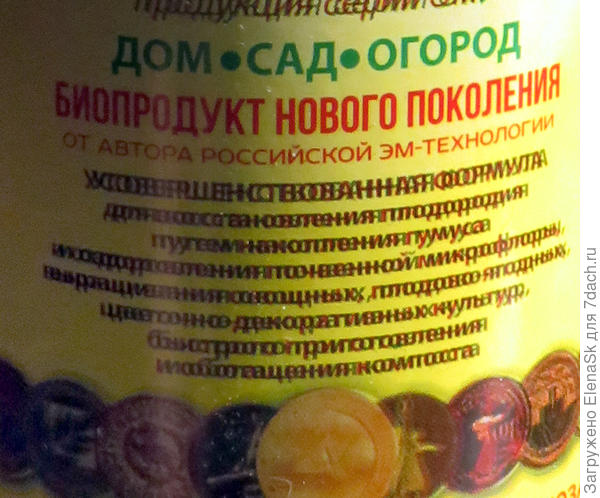 продукция серии
ДОМ•САД•ОГОРОД
БИОПРОДУКТ НОВОГО ПОКОЛЕНИЯ
ОТ АВТОРА РОССИЙСКОЙ ЭМ-ТЕХНОЛОГИИ
УСОВЕРШЕНСТВОВАННАЯ ФОРМУЛА
для восстановления плодородия
путем накопления гумуса
и оздоровления почвенной микрофлоры,
выращивания овощных, плодово-ягодных,
цветочно-декоративных культур,
быстрого приготовления
и обогащения компоста
Загружено ElenaSk для 7dach.ru